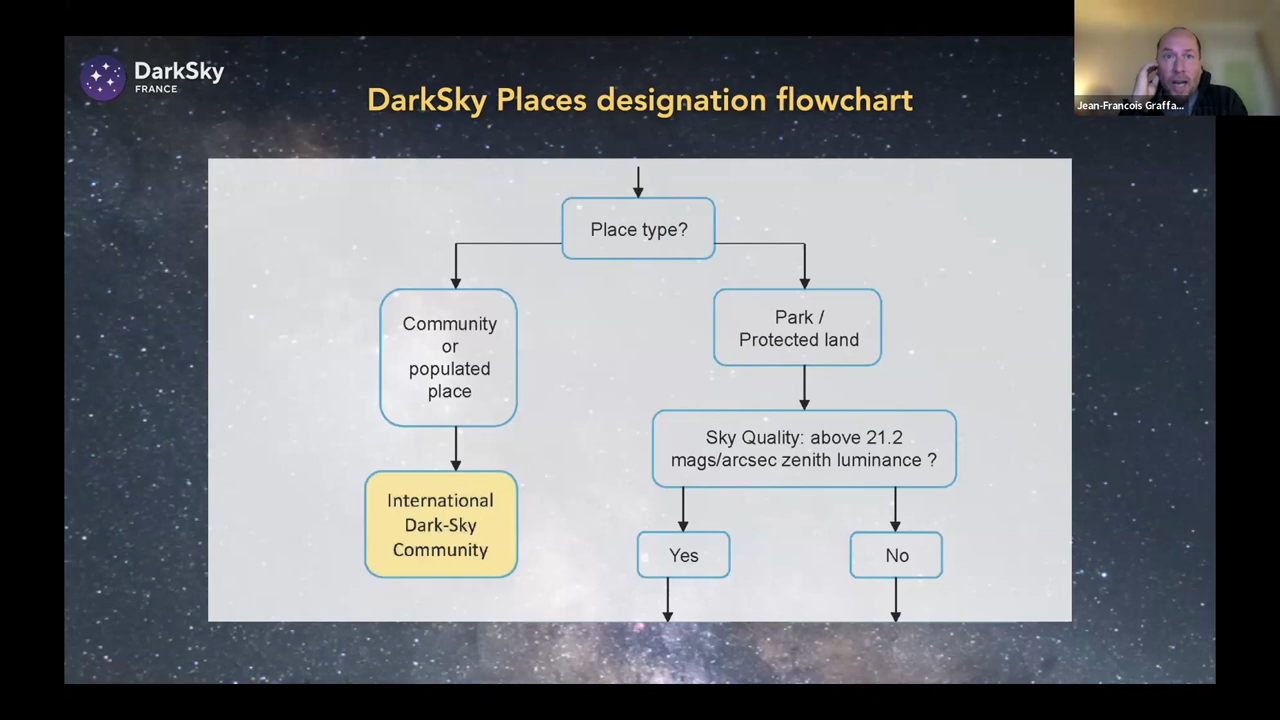 DarkSky
FRANCE
DarkSky Places designation flowchart
Jean-Francois Graffa...
Place type?
Community
or
populated
place
Park /
Protected land
Sky Quality: above 21.2
mags/arcsec zenith luminance ?
International
Dark-Sky
Community
Yes
No